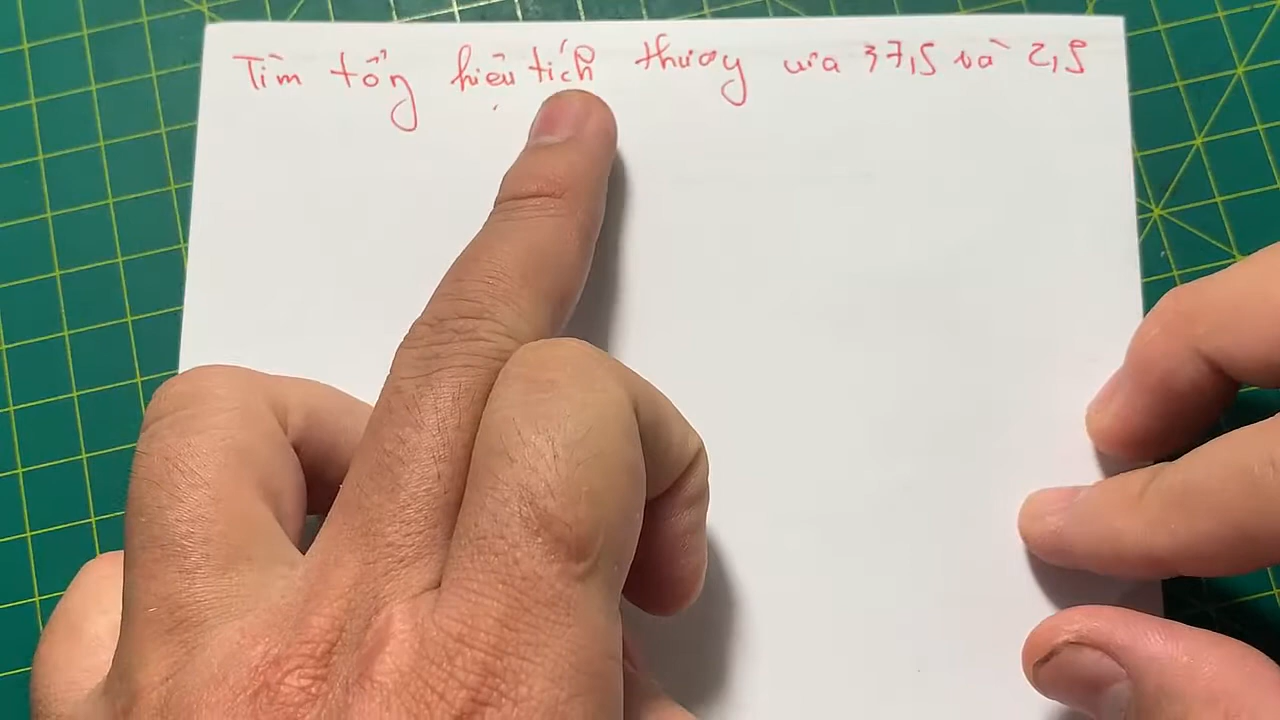 Tìm tổng hiệu tích thương của 37,5 và 2,5